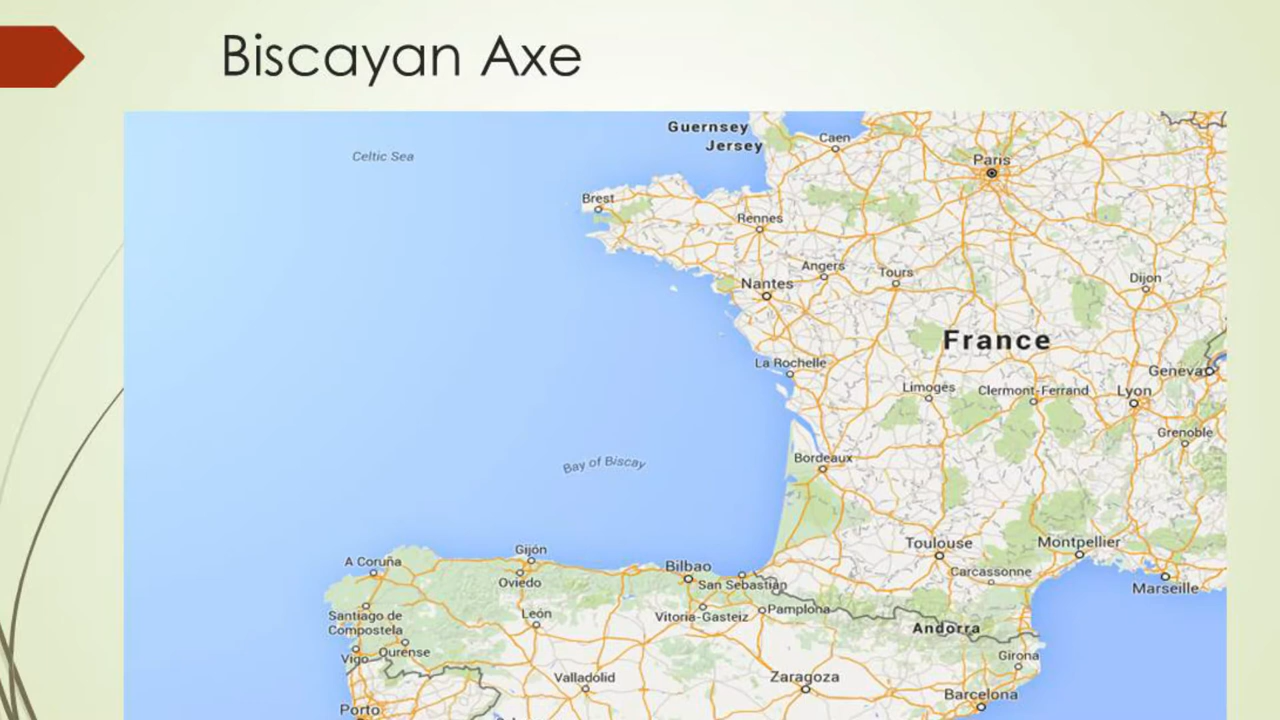 Biscayan Axe
Guernsey
Jersey
Caen
Celtic Sea
Paris
Brest
Rennes
Angers
Tours
Nantes
Dijon
France
La Rochelle
Geneva
Limoges
Clermont-Ferrand
Lyon
Grenoble
Bordeaux
Bay of Biscay
Toulouse
Montpellier
Gijón
A Coruña
Bilbao
Carcassonne
Oviedo
San Sebastián
Marseille
Santiago de
Compostela
León
Vitoria-Gasteiz
Pamplona
Andorra
Vigo
Ourense
Girona
Valladolid
Zaragoza
Barcelona
Porto